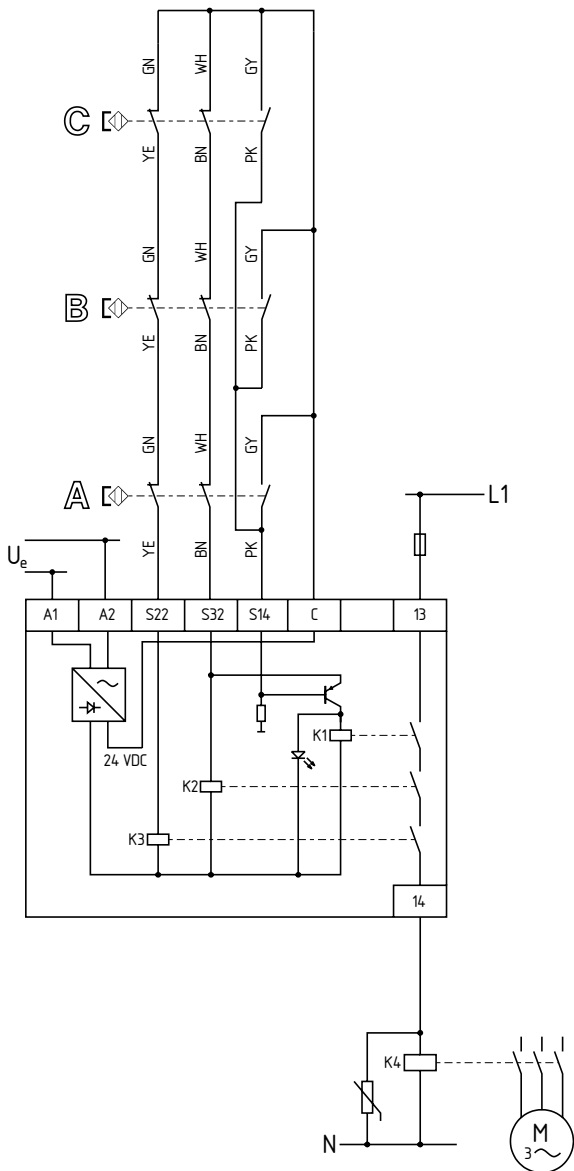 GN WH GY
C
YE BN PK
GN WH GY
B
YE BN PK
GN WH GY
A
L1
YE BN PK
Ue
A1 A2 S22 S32 S14 C 13
K1
24 VDC
K2
K3
14
K4
N
M
3